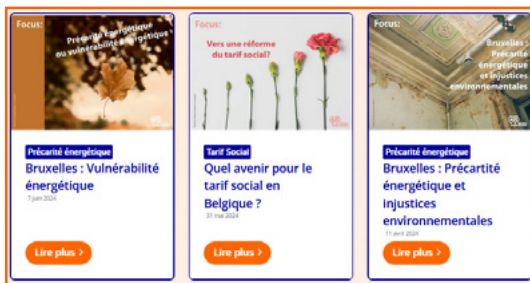 Focus:
Précarité énergétique
ou vulnérabilité énergétique
Précarité énergétique
Bruxelles : Vulnérabilité
énergétique
7 juin 2024
Lire plus >
Focus:
Vers une réforme
du tarif social?
Tarif Social
Quel avenir pour le
tarif social en
Belgique ?
31 mai 2024
Lire plus >
Focus:
Bruxelles :
Précarité
énergétique
et injustices
environnementales
Précarité énergétique
Bruxelles : Précartité
énergétique et
injustices
environnementales
11 avril 2024
Lire plus >